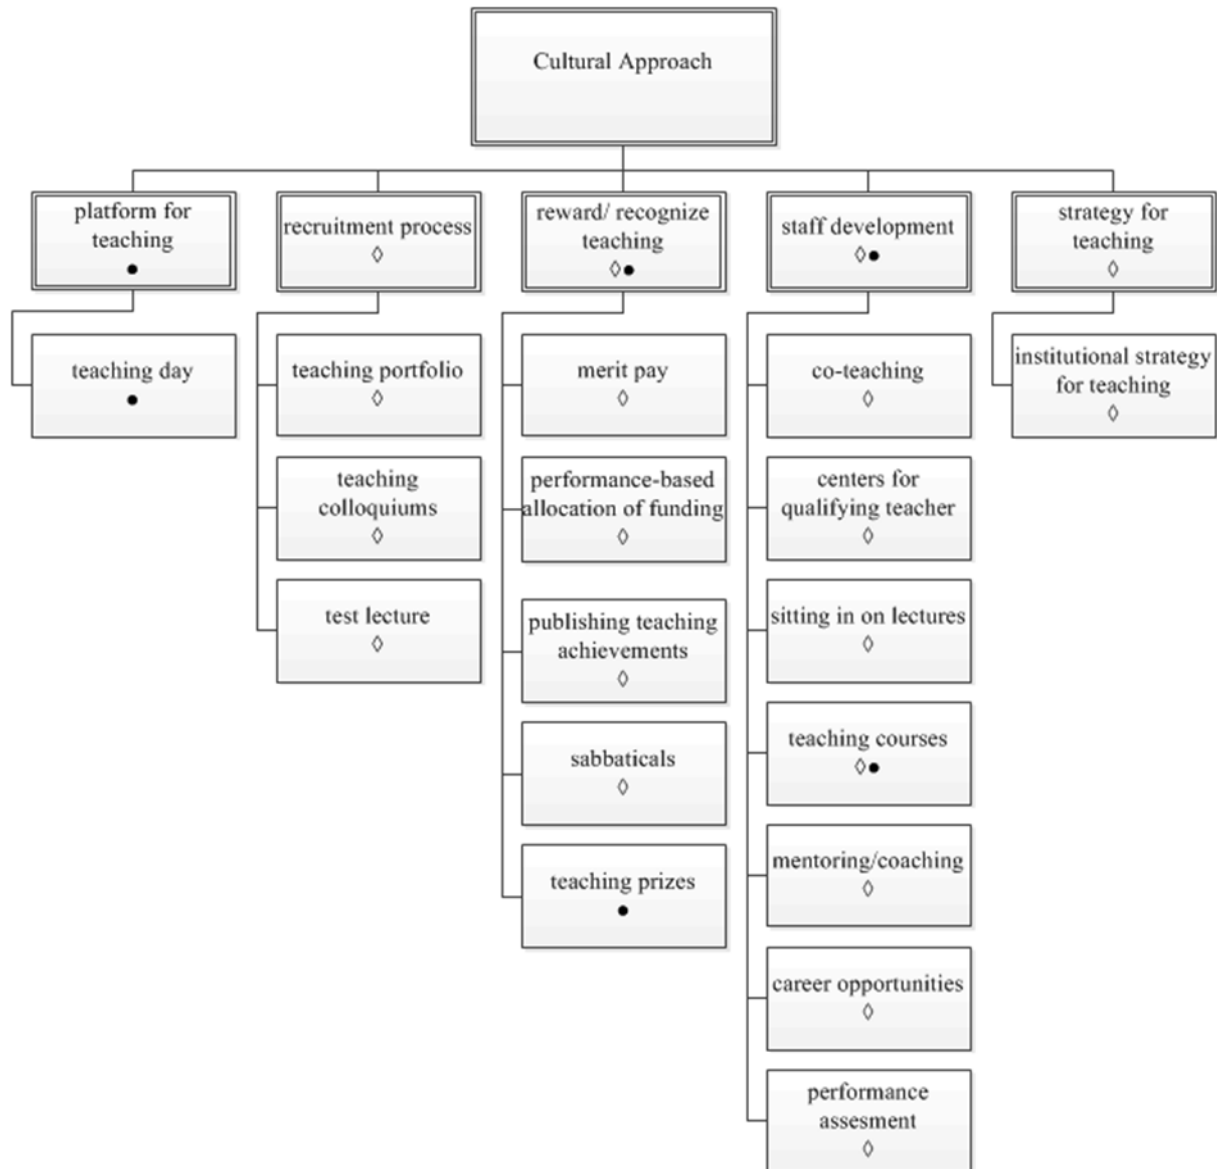 Cultural Approach
platform for
teaching
●
recruitment process
◊
reward/ recognize
teaching
◊●
staff development
◊●
strategy for
teaching
◊
teaching day
●
teaching portfolio
◊
teaching
colloquiums
◊
test lecture
◊
merit pay
◊
performance-based
allocation of funding
◊
publishing teaching
achievements
◊
sabbaticals
◊
teaching prizes
●
co-teaching
◊
centers for
qualifying teacher
◊
sitting in on lectures
◊
teaching courses
◊●
mentoring/coaching
◊
career opportunities
◊
performance
assesment
◊
institutional strategy
for teaching
◊